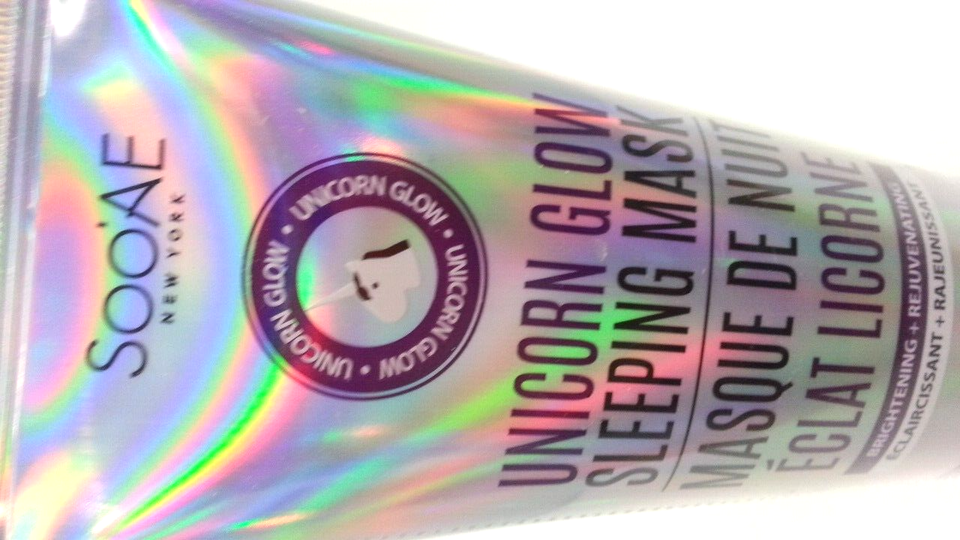 SOO'AE
NEW YORK
UNICORN GLOW • UNICORN GLOW • UNICORN GLOW • UNICORN GLOW •
UNICORN GLOW
SLEEPING MASK
MASQUE DE NUIT
ÉCLAT LICORNE
BRIGHTENING + REJUVENATING
ÉCLAIRCISSANT + RAJEUNISSANT